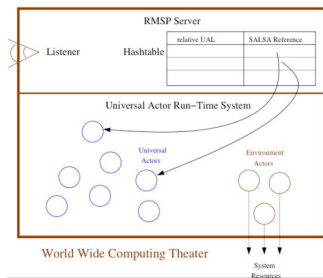 RMSP Server
Listener
Hashtable
relative UAL
SALSA Reference
Universal Actor Run-Time System
Universal
Actors
Environment
Actors
World Wide Computing Theater
System
Resources